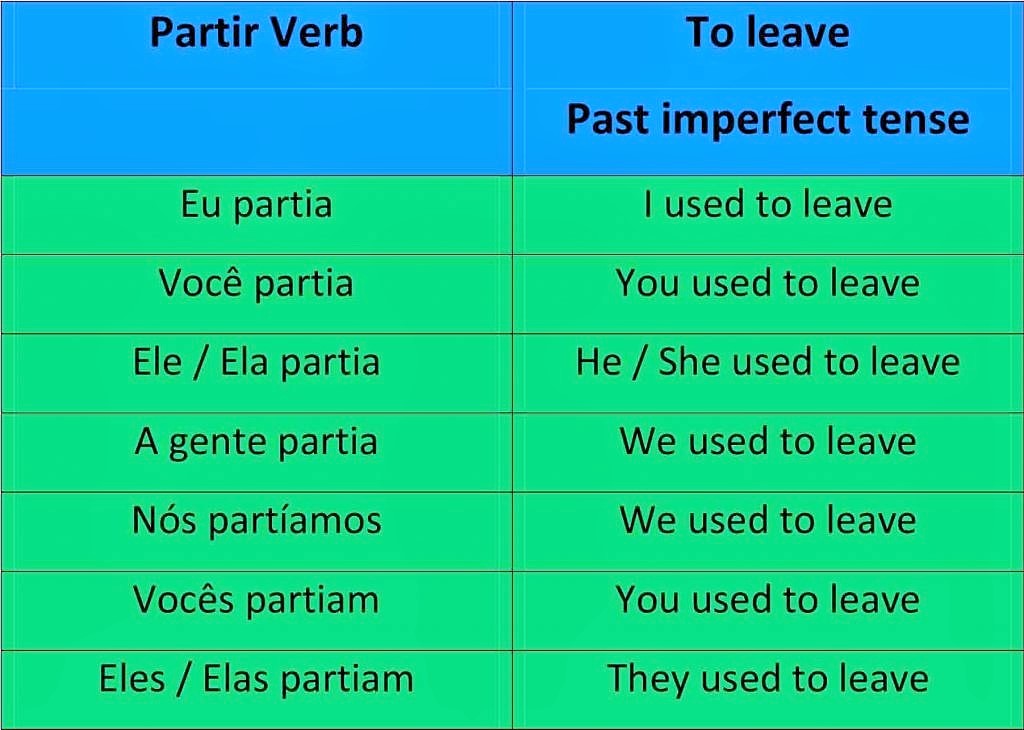 Partir Verb
To leave
Past imperfect tense
Eu partia
I used to leave
Você partia
You used to leave
Ele / Ela partia
He / She used to leave
A gente partia
We used to leave
Nós partíamos
We used to leave
Vocês partiam
You used to leave
Eles / Elas partiam
They used to leave